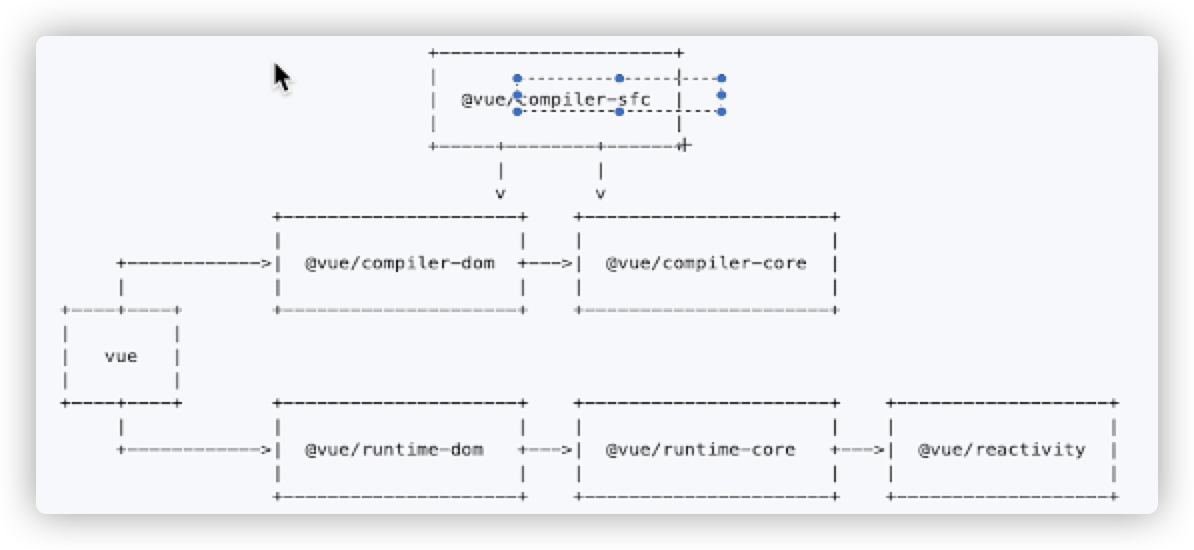 @vue/compiler-sfc
@vue/compiler-dom
@vue/compiler-core
vue
@vue/runtime-dom
@vue/runtime-core
@vue/reactivity